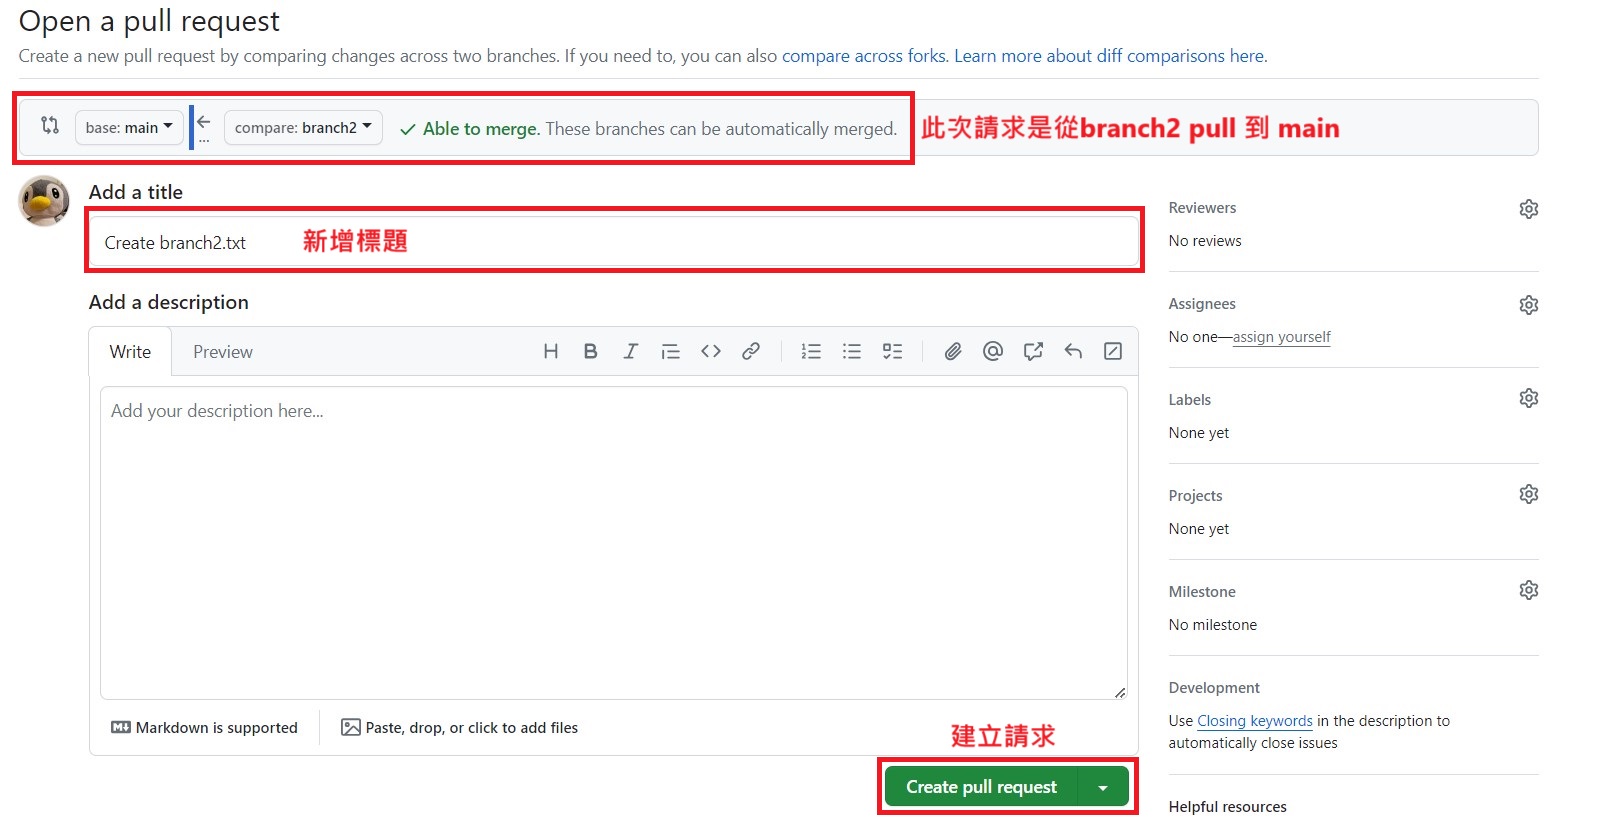 Open a pull request
Create a new pull request by comparing changes across two branches. If you need to, you can also compare across forks. Learn more about diff comparisons here.
base: main ← ... compare: branch2 Able to merge. These branches can be automatically merged. 此次請求是從branch2 pull 到 main
Add a title
Create branch2.txt 新增標題
Add a description
Write Preview
Add your description here...
Markdown is supported Paste, drop, or click to add files
建立請求
Create pull request
Reviewers
No reviews
Assignees
No one—assign yourself
Labels
None yet
Projects
None yet
Milestone
No milestone
Development
Use Closing keywords in the description to
automatically close issues
Helpful resources